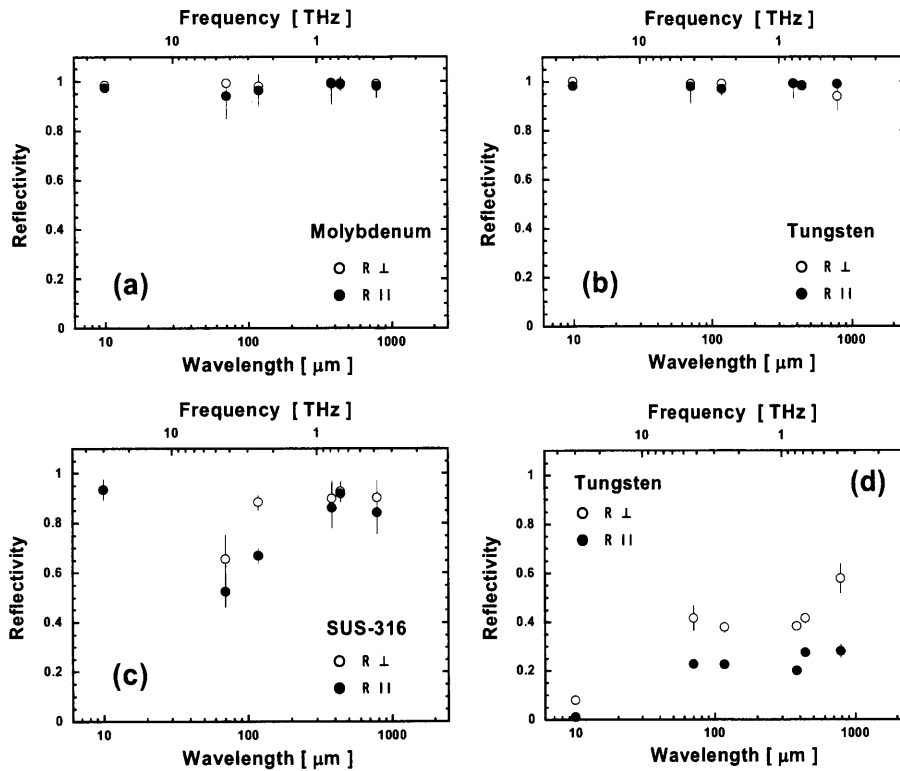 Frequency [ THz ]
10 1
1
0.8
0.6
0.4
0.2
0
Reflectivity
Molybdenum
R ⊥
R ||
(a)
10 100 1000
Wavelength [ μm ]
Frequency [ THz ]
10 1
1
0.8
0.6
0.4
0.2
0
Reflectivity
Tungsten
R ⊥
R ||
(b)
10 100 1000
Wavelength [ μm ]
Frequency [ THz ]
10 1
1
0.8
0.6
0.4
0.2
0
Reflectivity
SUS-316
R ⊥
R ||
(c)
10 100 1000
Wavelength [ μm ]
Frequency [ THz ]
10 1
1
0.8
0.6
0.4
0.2
0
Reflectivity
Tungsten
R ⊥
R ||
(d)
10 100 1000
Wavelength [ μm ]